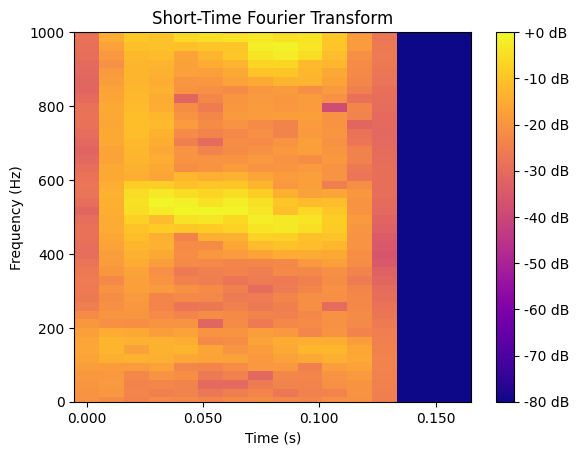 Short-Time Fourier Transform
1000
800
600
400
200
0
Frequency (Hz)
0.000
0.050
0.100
0.150
Time (s)
+0 dB
-10 dB
-20 dB
-30 dB
-40 dB
-50 dB
-60 dB
-70 dB
-80 dB